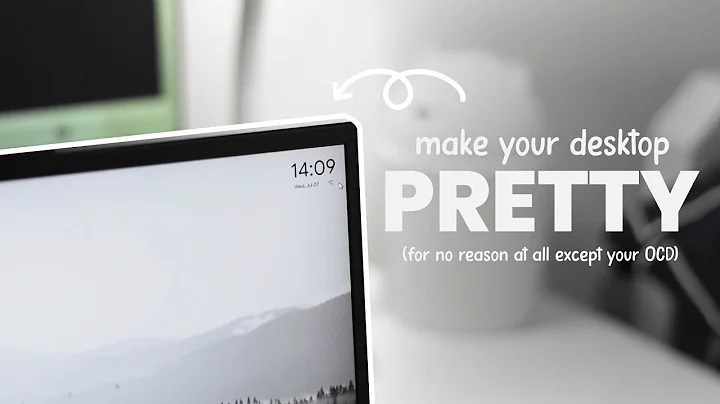 make your desktop
PRETTY
(for no reason at all except your OCD)
14:09
Wed, Jul 07
°C